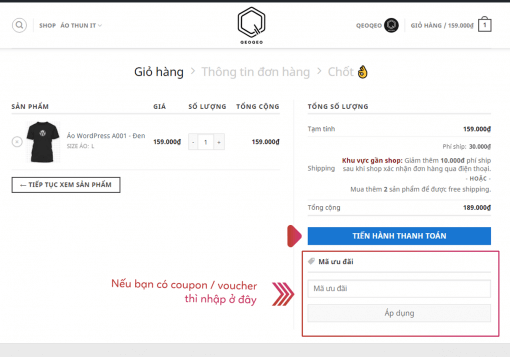 SHOP ÁO THUN IT
QEOQEO
QEOQEO
GIỎ HÀNG / 159.000₫
1
Giỏ hàng > Thông tin đơn hàng > Chốt 👌
SẢN PHẨM GIÁ SỐ LƯỢNG TỔNG CỘNG
Áo WordPress A001 - Đen
SIZE ÁO: L
159.000₫
- 1 +
159.000₫
← TIẾP TỤC XEM SẢN PHẨM
TỔNG SỐ LƯỢNG
Tạm tính 159.000₫
Shipping
Phí ship: 30.000₫
Khu vực gần shop: Giảm thêm 10.000đ phí ship
sau khi shop xác nhận đơn hàng qua điện thoại.
- HOẶC -
Mua thêm 2 sản phẩm để được free shipping.
Tổng cộng 189.000₫
TIẾN HÀNH THANH TOÁN
Mã ưu đãi
Mã ưu đãi
Áp dụng
Nếu bạn có coupon / voucher
thì nhập ở đây